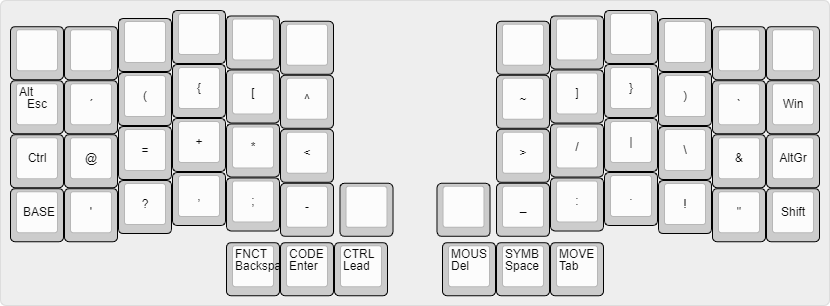 Alt
Esc ´ ( { [ ^ ~ ] } ) ` Win
Ctrl @ = + * < > / | \ & AltGr
BASE ' ? , ; - _ : . ! " Shift
FNCT CODE CTRL MOUS SYMB MOVE
Backspa Enter Lead Del Space Tab